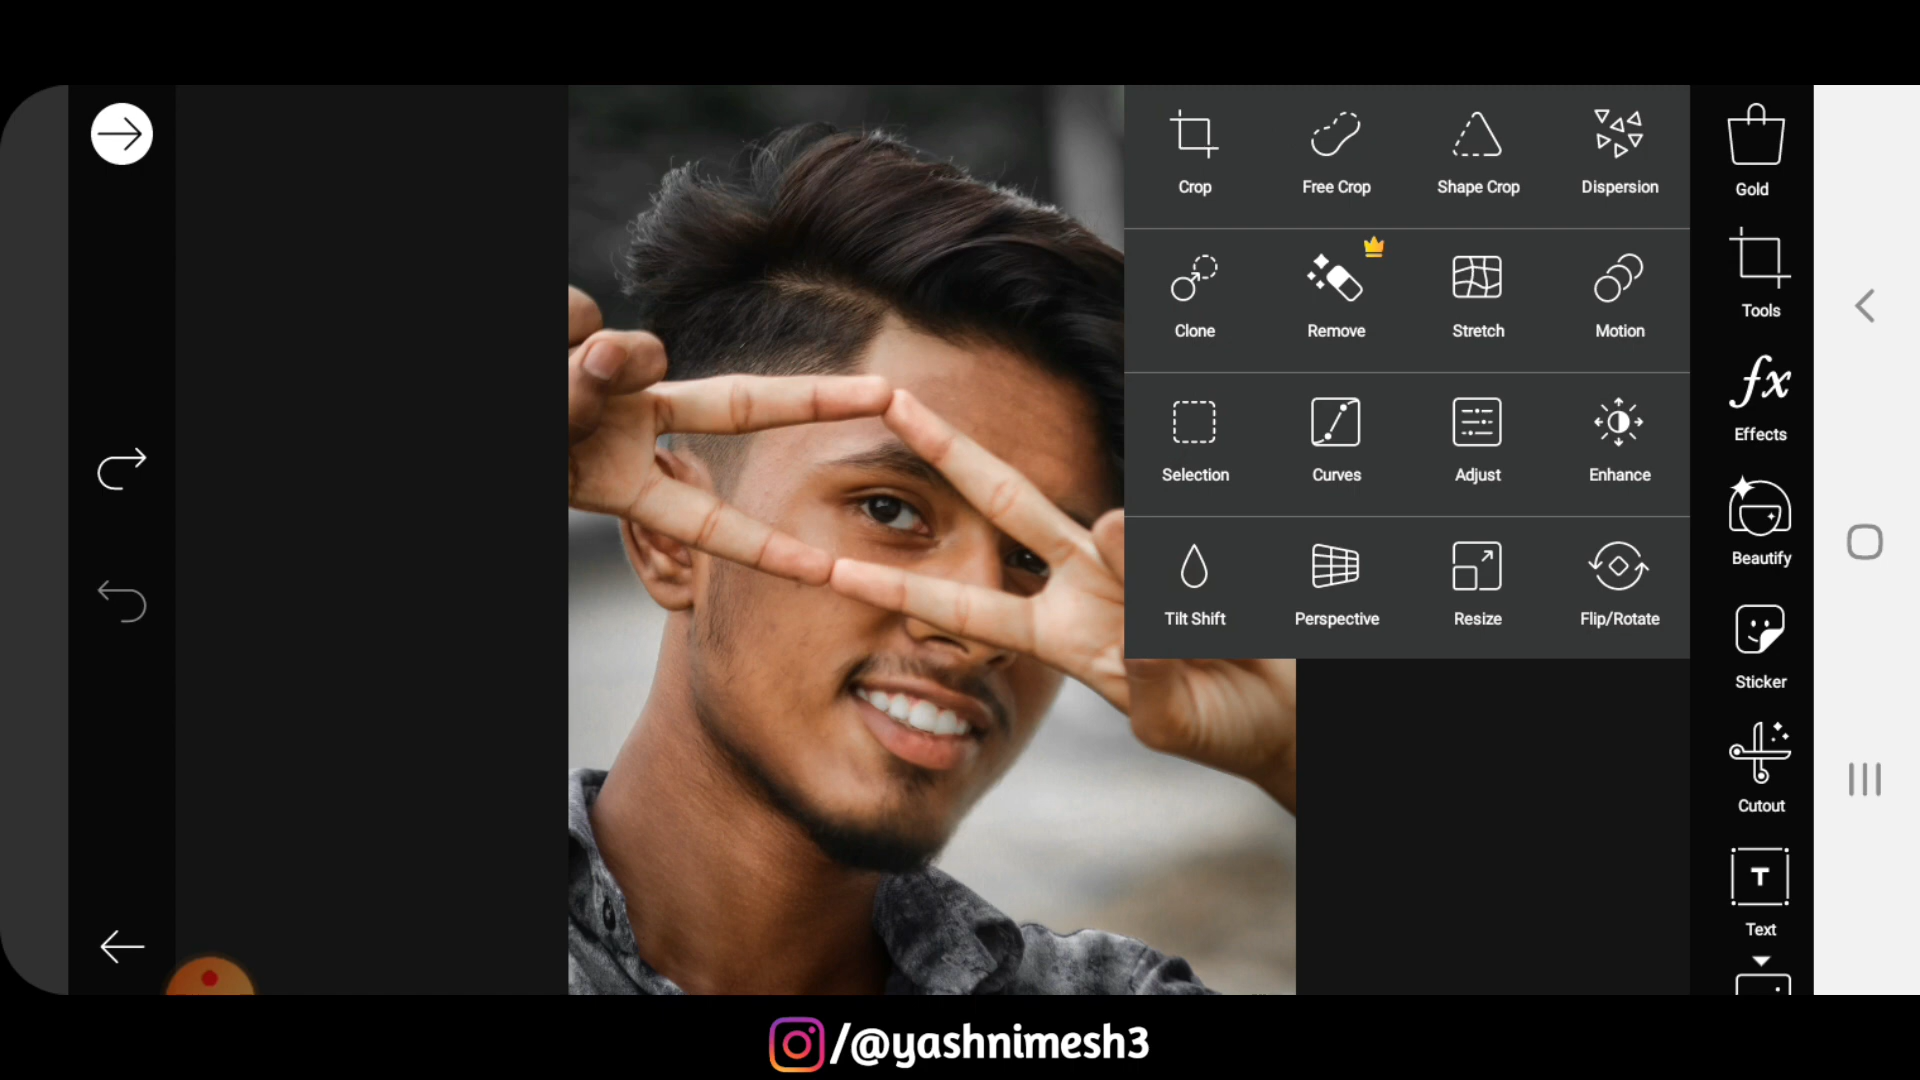 Crop Free Crop Shape Crop Dispersion
Clone Remove Stretch Motion
Selection Curves Adjust Enhance
Tilt Shift Perspective Resize Flip/Rotate
Gold
Tools
fx
Effects
Beautify
Sticker
Cutout
T
Text
/@yashnimesh3